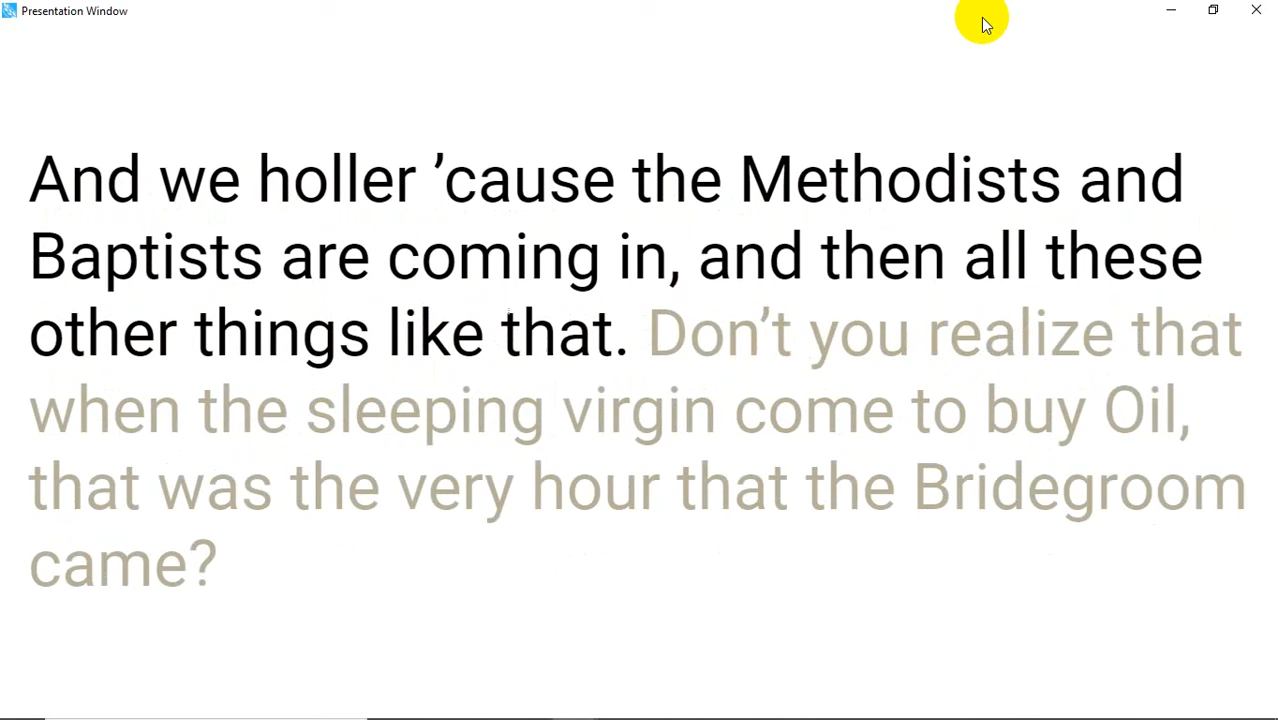 Presentation Window
And we holler ’cause the Methodists and
Baptists are coming in, and then all these
other things like that. Don’t you realize that
when the sleeping virgin come to buy Oil,
that was the very hour that the Bridegroom
came?